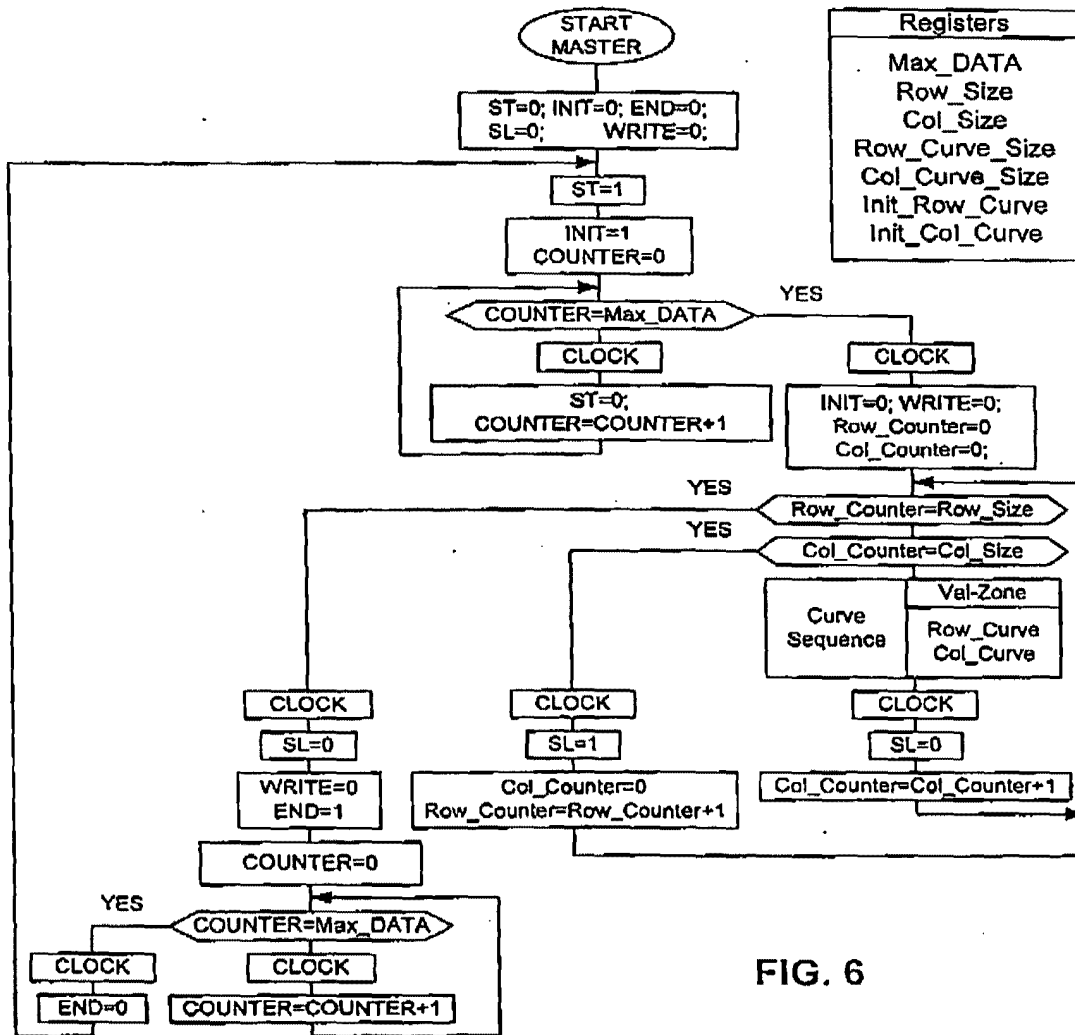 START
MASTER
ST=0; INIT=0; END=0;
SL=0; WRITE=0;
ST=1
INIT=1
COUNTER=0
COUNTER=Max_DATA
YES
CLOCK
ST=0;
COUNTER=COUNTER+1
CLOCK
INIT=0; WRITE=0;
Row_Counter=0
Col_Counter=0;
Registers
Max_DATA
Row_Size
Col_Size
Row_Curve_Size
Col_Curve_Size
Init_Row_Curve
Init_Col_Curve
YES
Row_Counter=Row_Size
YES
Col_Counter=Col_Size
Curve
Sequence
Val-Zone
Row_Curve
Col_Curve
CLOCK
SL=0
WRITE=0
END=1
COUNTER=0
CLOCK
SL=1
Col_Counter=0
Row_Counter=Row_Counter+1
CLOCK
SL=0
Col_Counter=Col_Counter+1
YES
COUNTER=Max_DATA
CLOCK
END=0
CLOCK
COUNTER=COUNTER+1
FIG. 6